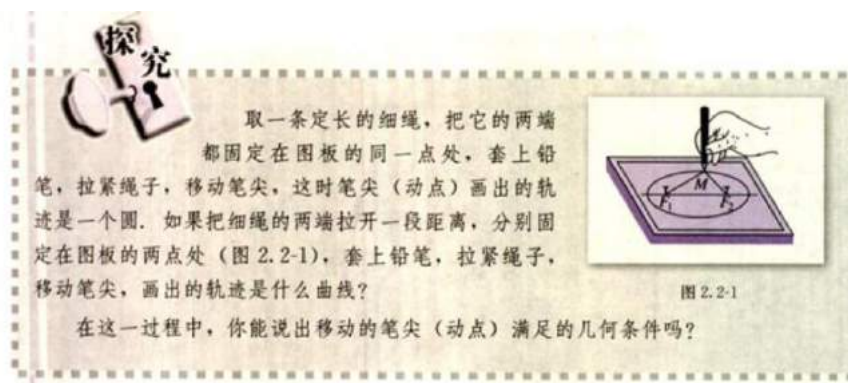 探究
取一条定长的细绳，把它的两端
都固定在图板的同一点处，套上铅
笔，拉紧绳子，移动笔尖，这时笔尖（动点）画出的轨
迹是一个圆．如果把细绳的两端拉开一段距离，分别固
定在图板的两点处（图 2.2-1），套上铅笔，拉紧绳子，
移动笔尖，画出的轨迹是什么曲线？
M
F₁ F₂
图 2.2-1
在这一过程中，你能说出移动的笔尖（动点）满足的几何条件吗？